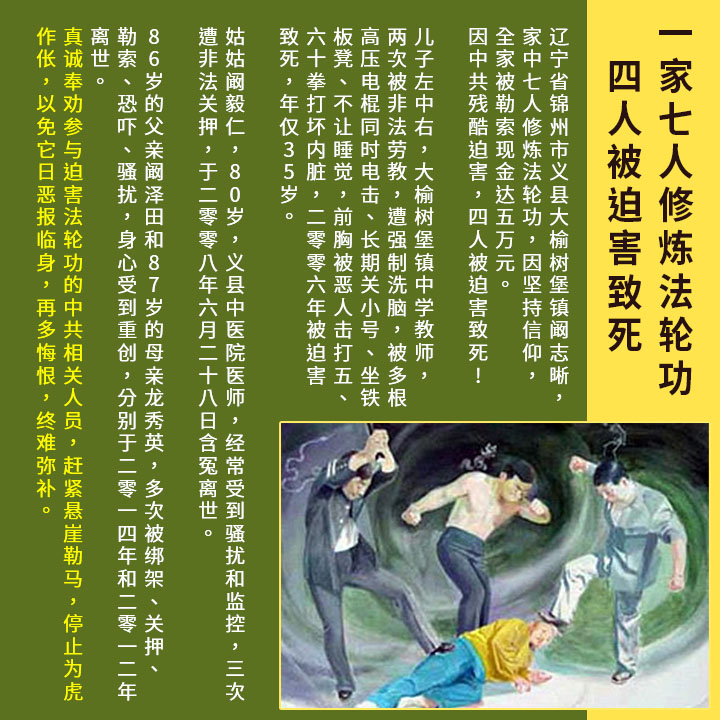 一家七人修炼法轮功
四人被迫害致死
辽宁省锦州市义县大榆树堡镇阚志晰，
家中七人修炼法轮功，因坚持信仰，
全家被勒索现金达五万元。
因中共残酷迫害，四人被迫害致死！
儿子左中右，大榆树堡镇中学教师，
两次被非法劳教，遭强制洗脑，被多根
高压电棍同时电击、长期关小号、坐铁
板凳、不让睡觉，前胸被恶人击打五、
六十拳打坏内脏，二零零六年被迫害
致死，年仅35岁。
姑姑阚毅仁，80岁，义县中医院医师，经常受到骚扰和监控，三次
遭非法关押，于二零零八年六月二十八日含冤离世。
86岁的父亲阚泽田和87岁的母亲龙秀英，多次被绑架、关押、
勒索、恐吓、骚扰，身心受到重创，分别于二零一四年和二零一二年
离世。
真诚奉劝参与迫害法轮功的中共相关人员，赶紧悬崖勒马，停止为虎
作伥，以免它日恶报临身，再多悔恨，终难弥补。